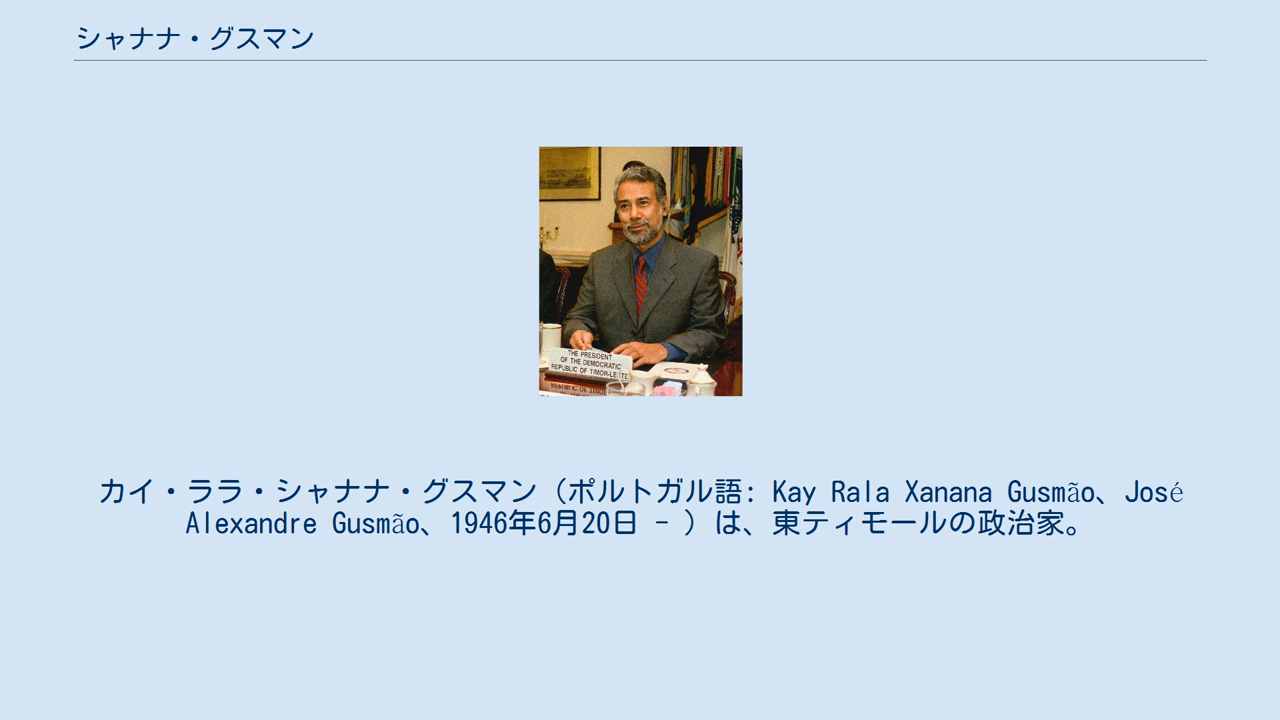 シャナナ・グスマン
THE PRESIDENT
OF THE DEMOCRATIC
REPUBLIC OF TIMOR-LESTE
カイ・ララ・シャナナ・グスマン（ポルトガル語: Kay Rala Xanana Gusmão、José
Alexandre Gusmão、1946年6月20日 - ）は、東ティモールの政治家。